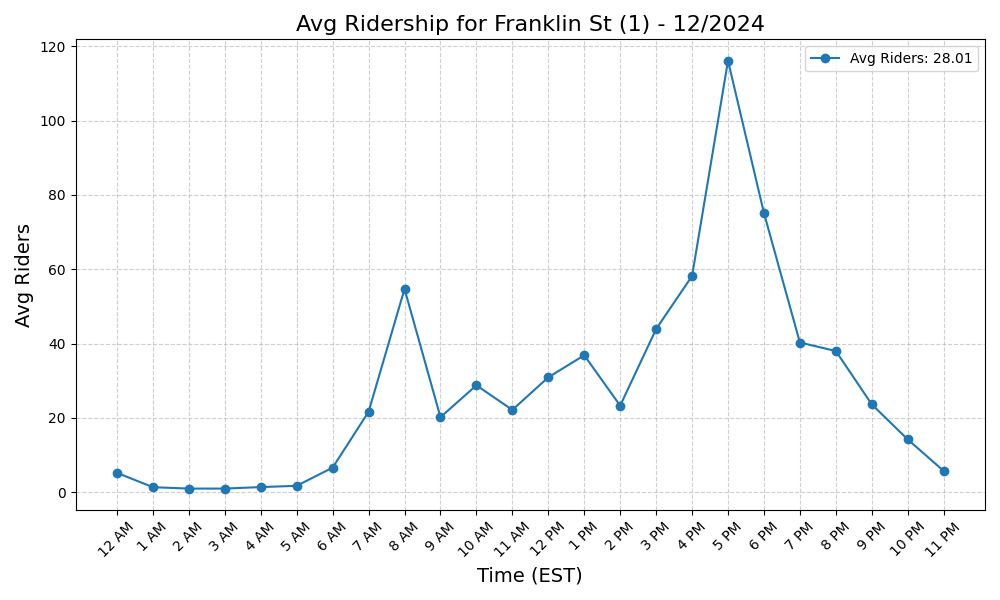 Avg Ridership for Franklin St (1) - 12/2024
Avg Riders: 28.01
Avg Riders
120
100
80
60
40
20
0
12 AM
1 AM
2 AM
3 AM
4 AM
5 AM
6 AM
7 AM
8 AM
9 AM
10 AM
11 AM
12 PM
1 PM
2 PM
3 PM
4 PM
5 PM
6 PM
7 PM
8 PM
9 PM
10 PM
11 PM
Time (EST)